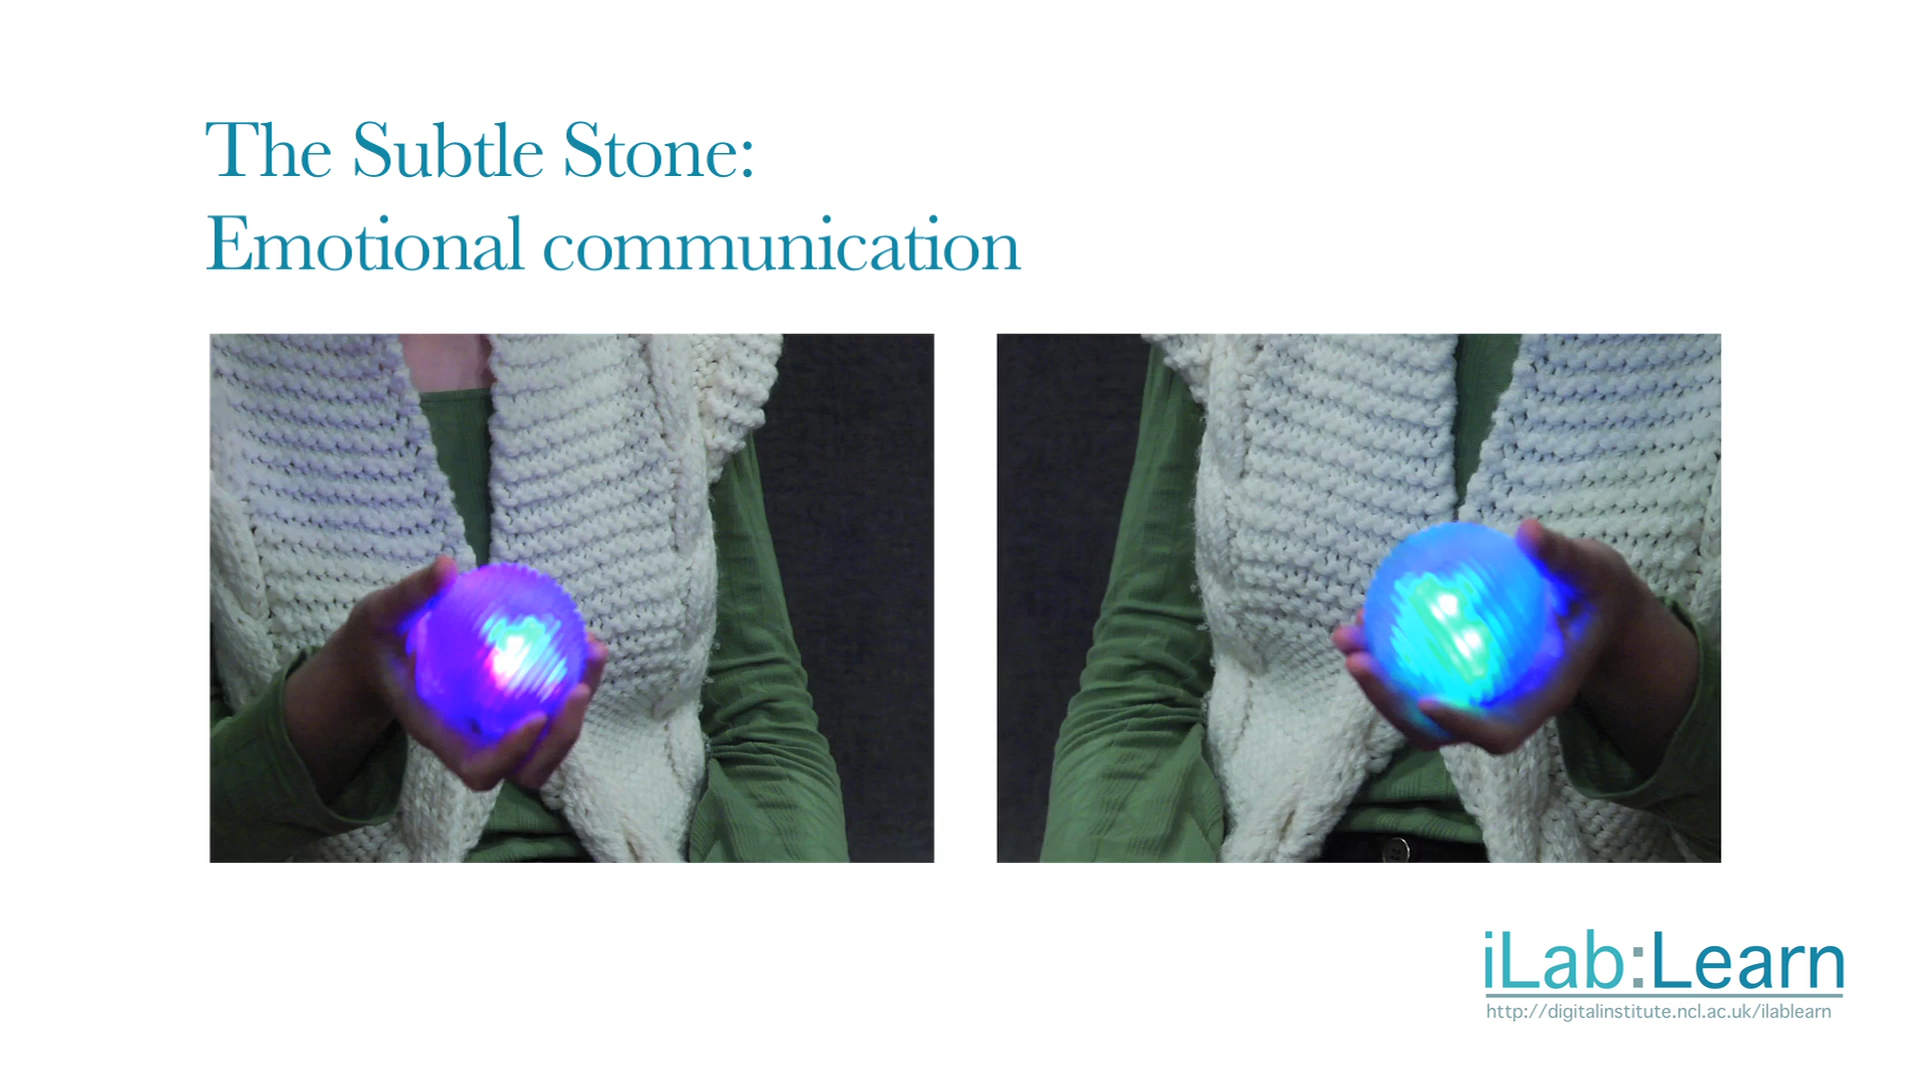 The Subtle Stone:
Emotional communication
iLab:Learn
http://digitalinstitute.ncl.ac.uk/ilablearn